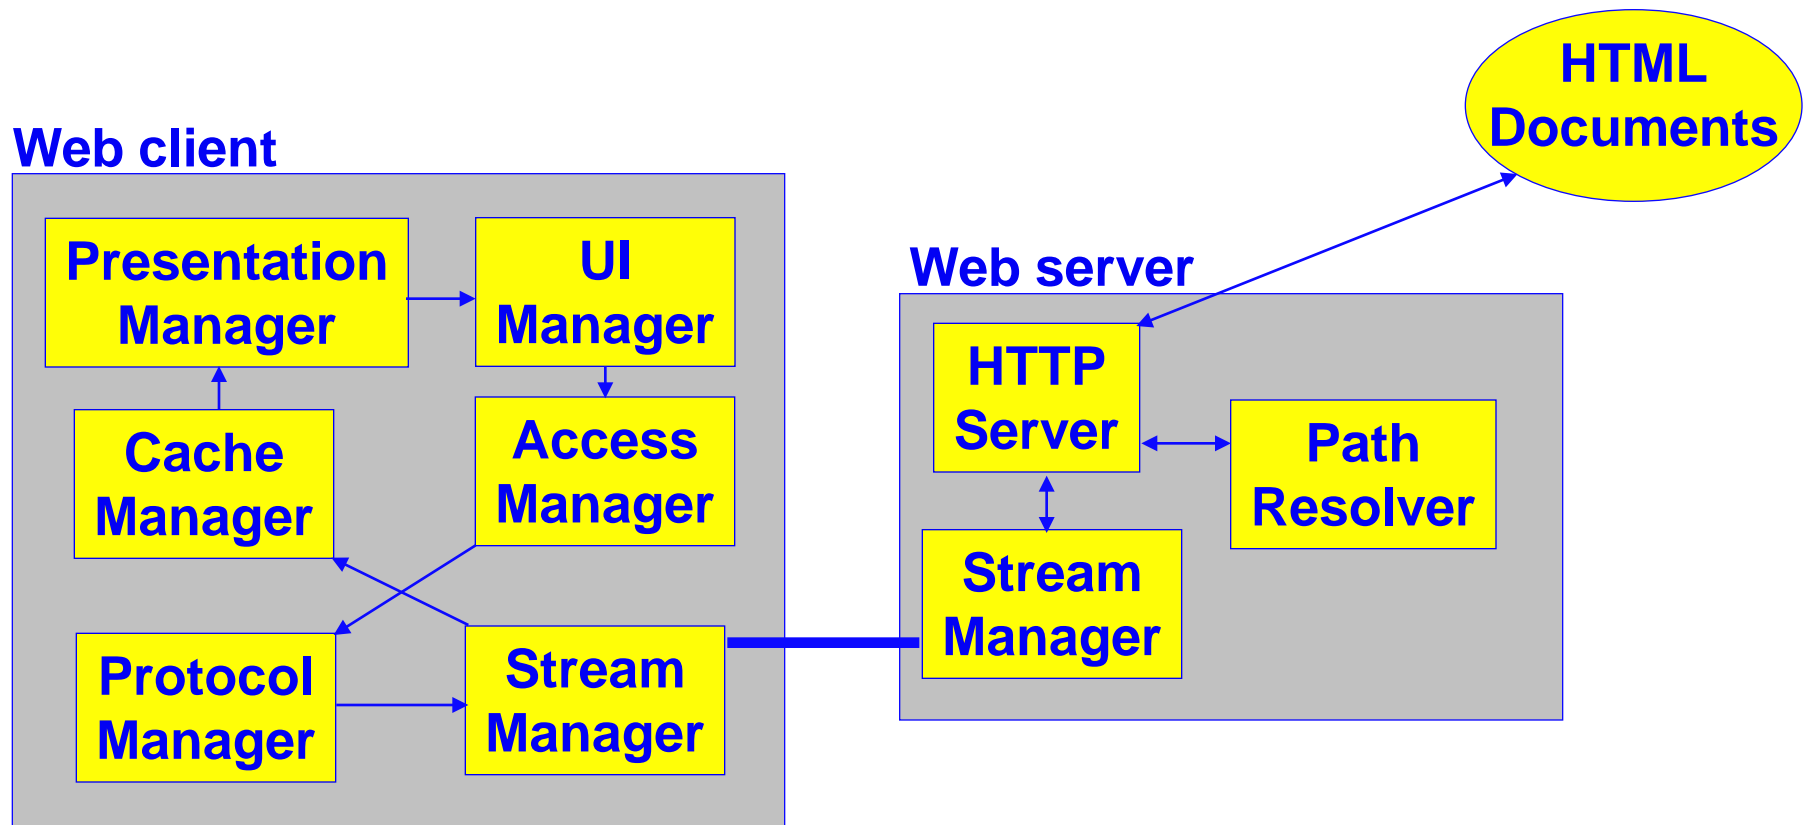 HTML
Documents
Web client
Presentation
Manager
UI
Manager
Cache
Manager
Access
Manager
Protocol
Manager
Stream
Manager
Web server
HTTP
Server
Path
Resolver
Stream
Manager